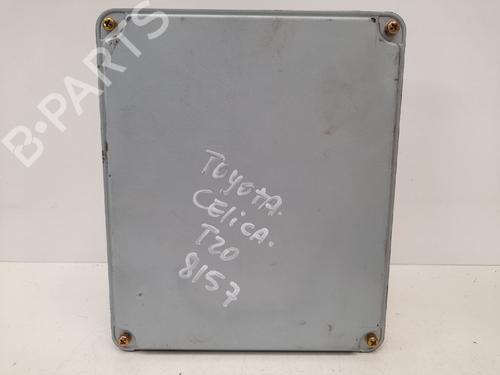 B-PARTS
TOYOTA.
CELICA.
T20
8157